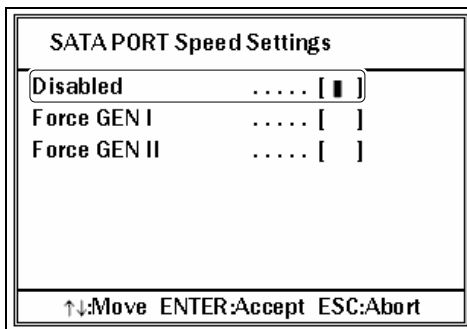 SATA PORT Speed Settings
Disabled ..... [▮]
Force GEN I ..... [ ]
Force GEN II ..... [ ]
↑↓:Move ENTER:Accept ESC:Abort